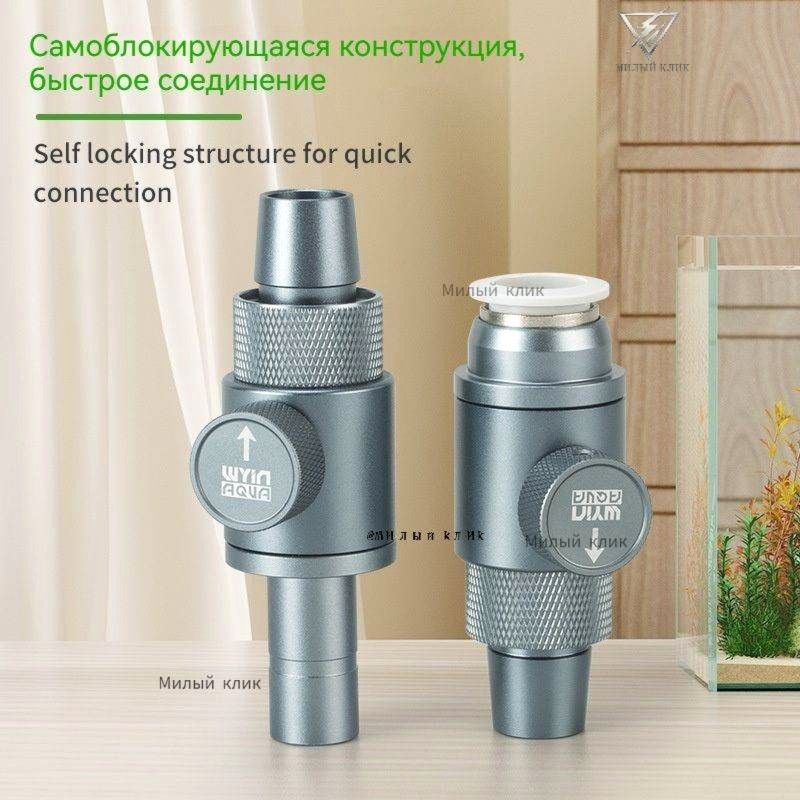 Самоблокирующаяся конструкция,
быстрое соединение
МИЛЫЙ КЛИК
Self locking structure for quick
connection
Милый клик
WYIN
AQUA
WYIN
AQUA
@милый клик
Милый клик
Милый клик